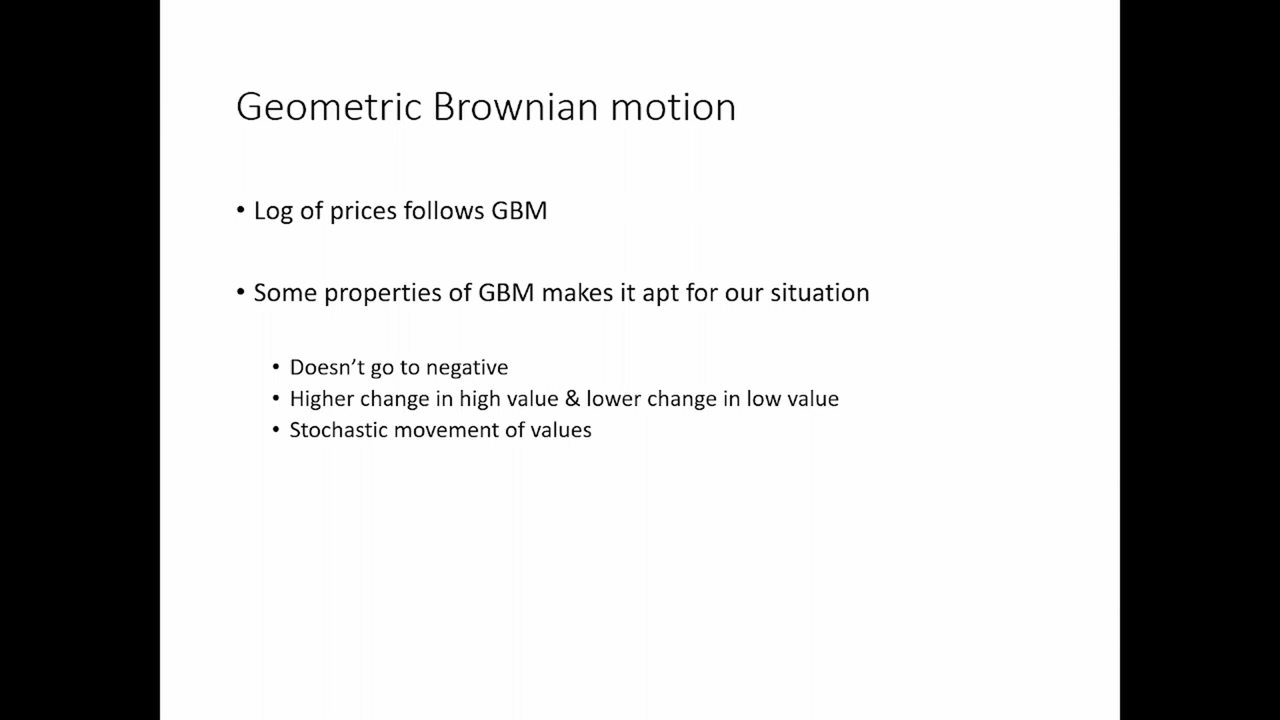 Geometric Brownian motion
• Log of prices follows GBM
• Some properties of GBM makes it apt for our situation
• Doesn’t go to negative
• Higher change in high value & lower change in low value
• Stochastic movement of values